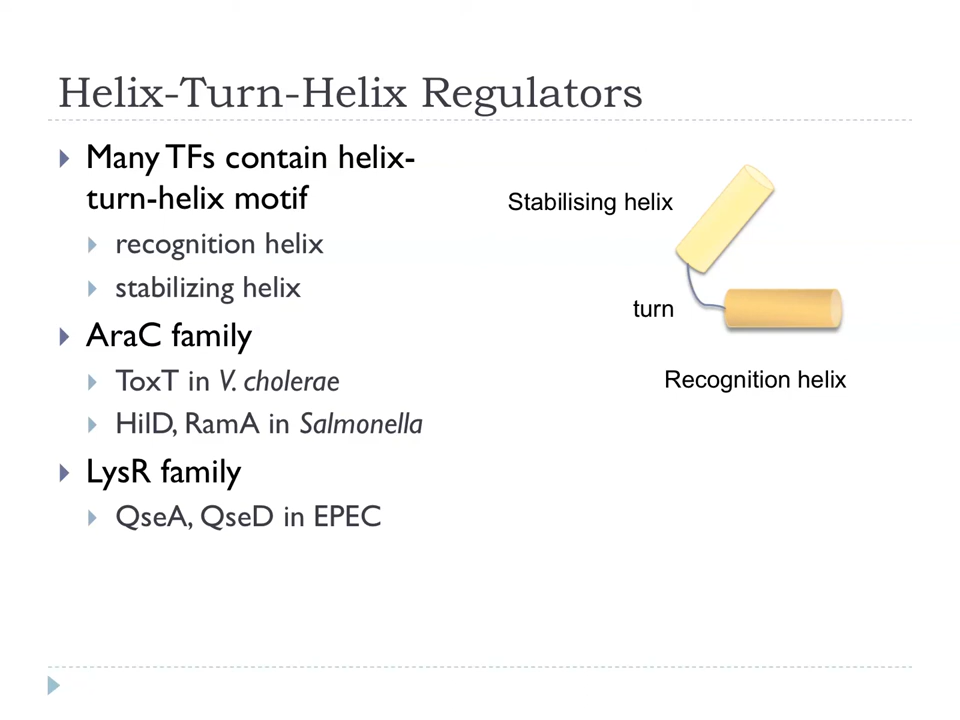 Helix-Turn-Helix Regulators
Many TFs contain helix-
turn-helix motif
recognition helix
stabilizing helix
AraC family
ToxT in V. cholerae
HilD, RamA in Salmonella
LysR family
QseA, QseD in EPEC
Stabilising helix
turn
Recognition helix